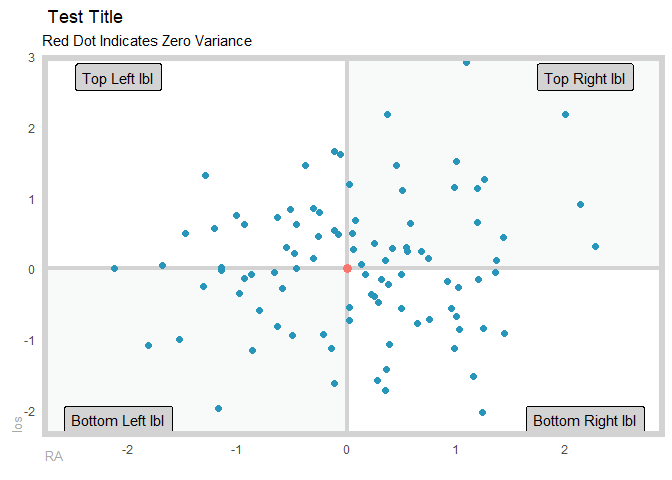 Test Title
Red Dot Indicates Zero Variance
3
Top Left lbl
Top Right lbl
2
1
0
-1
-2
Bottom Left lbl
Bottom Right lbl
los
RA
-2
-1
0
1
2